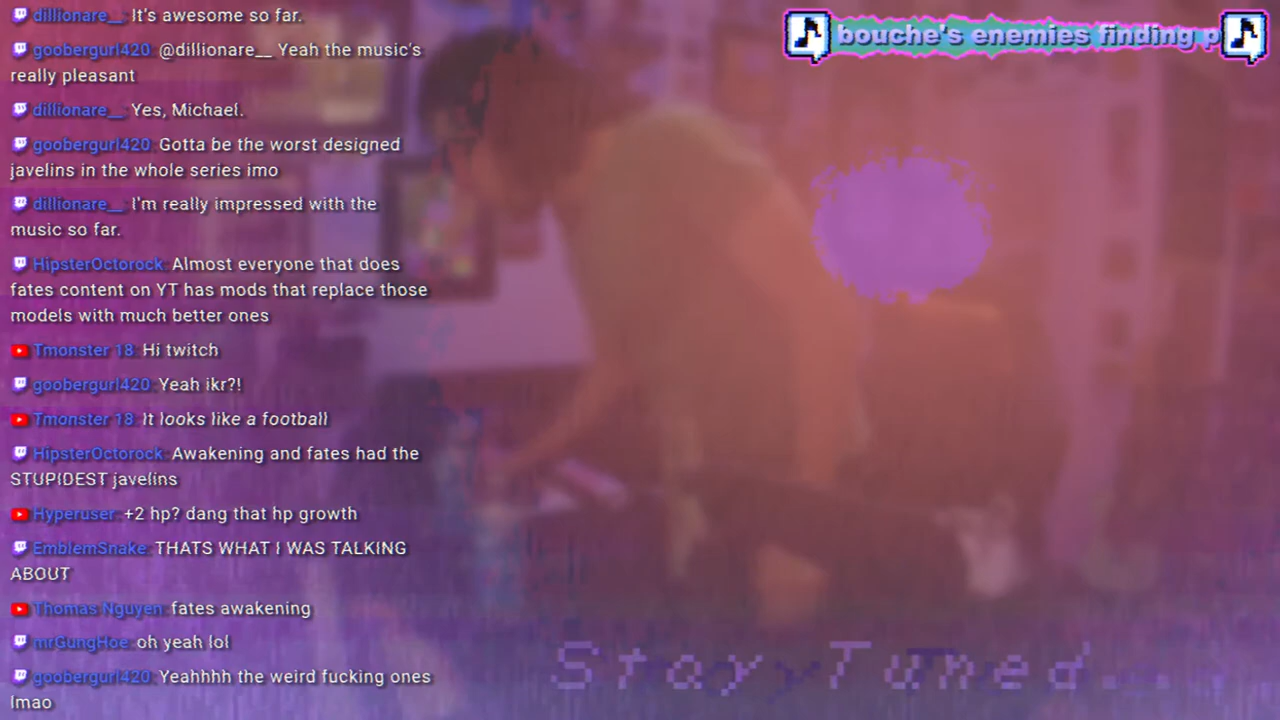 dillionare__: It's awesome so far.
goobergurl420: @dillionare__ Yeah the music's
really pleasant
dillionare__: Yes, Michael.
goobergurl420: Gotta be the worst designed
javelins in the whole series imo
dillionare__: I'm really impressed with the
music so far.
HipsterOctorock: Almost everyone that does
fates content on YT has mods that replace those
models with much better ones
Tmonster 18: Hi twitch
goobergurl420: Yeah ikr?!
Tmonster 18: It looks like a football
HipsterOctorock: Awakening and fates had the
STUPIDEST javelins
Hyperuser: +2 hp? dang that hp growth
EmblemSnake: THATS WHAT I WAS TALKING
ABOUT
Thomas Nguyen: fates awakening
mrGungHoe: oh yeah lol
goobergurl420: Yeahhhh the weird fucking ones
lmao
bouche's enemies finding p
Stay Tuned...